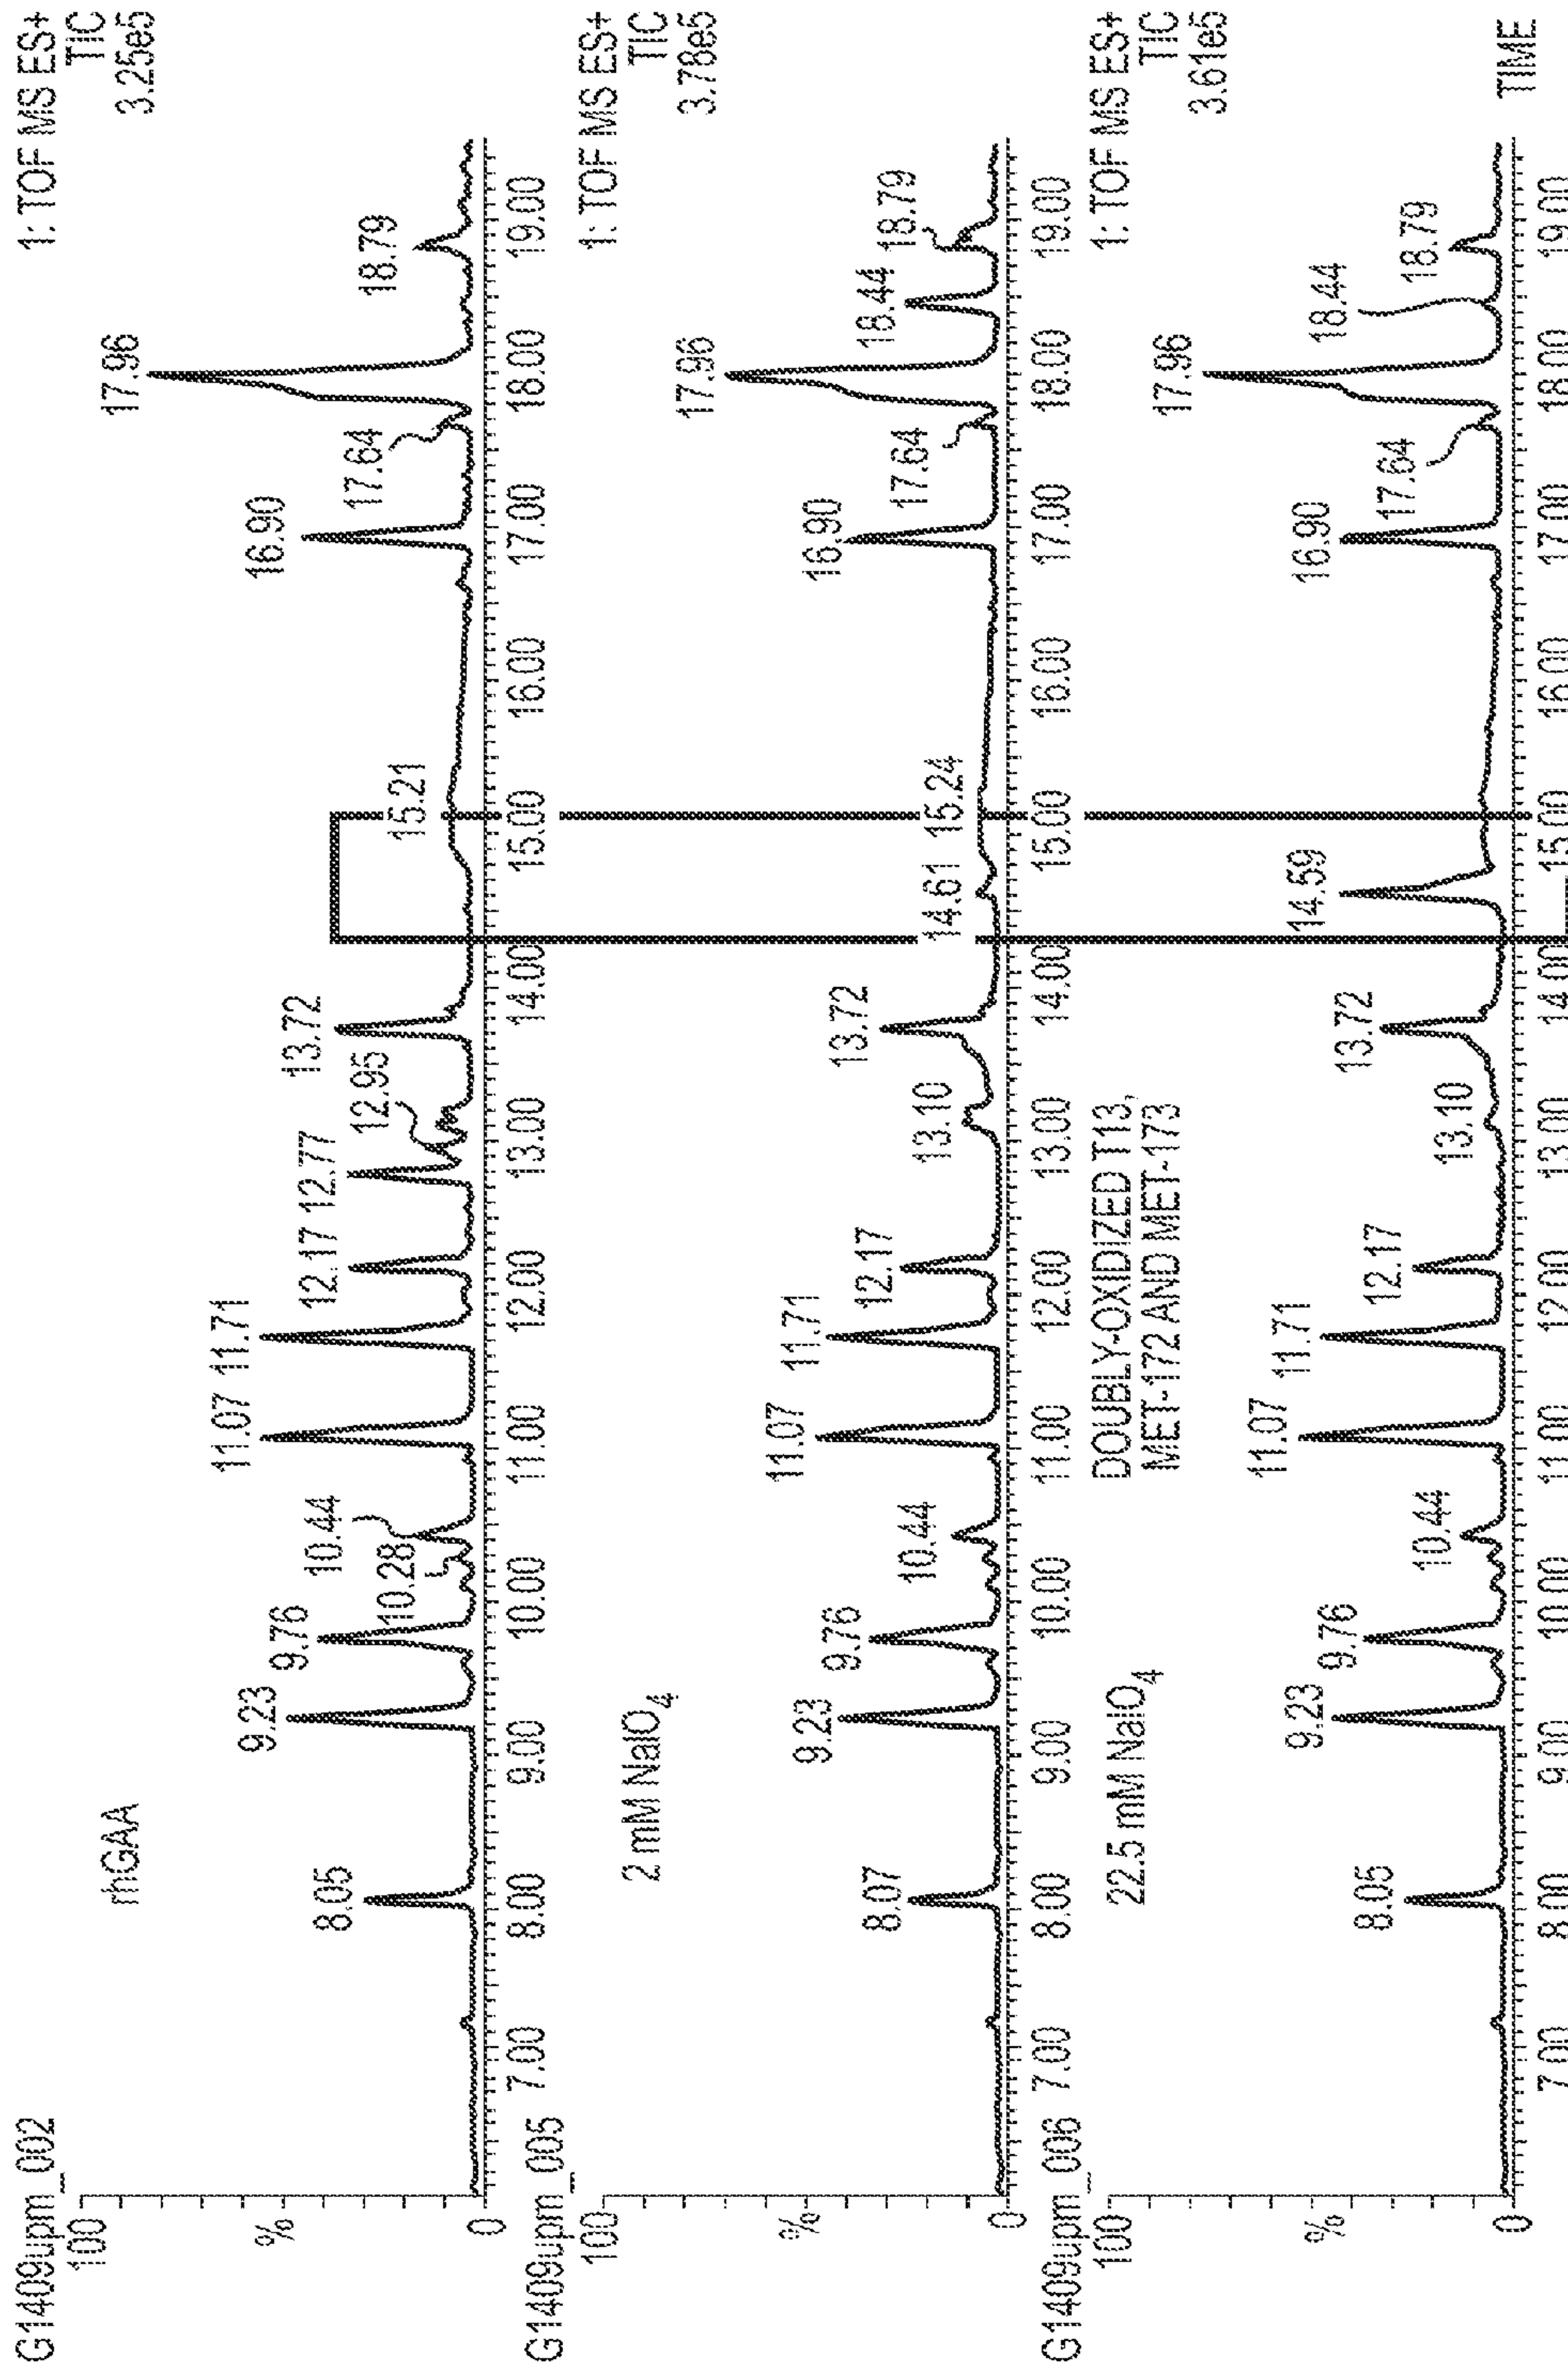 G1409upm_002
1: TOF MS ES+
TIC
3.25e5
100
%
0
rhGAA
8.05
9.23
9.76
10.28
10.44
11.07
11.71
12.17
12.77
12.95
13.72
15.21
16.90
17.64
17.96
18.79
7.00 8.00 9.00 10.00 11.00 12.00 13.00 14.00 15.00 16.00 17.00 18.00 19.00
G1409upm_005
1: TOF MS ES+
TIC
3.78e5
100
%
0
2 mM NaIO4
8.07
9.23
9.76
10.44
11.07
11.71
12.17
13.10
13.72
14.61
15.24
16.90
17.64
17.96
18.44
18.79
7.00 8.00 9.00 10.00 11.00 12.00 13.00 14.00 15.00 16.00 17.00 18.00 19.00
G1409upm_006
1: TOF MS ES+
TIC
3.61e5
100
%
0
22.5 mM NaIO4
DOUBLY-OXIDIZED T13,
MET-172 AND MET-173
8.05
9.23
9.76
10.44
11.07
11.71
12.17
13.10
13.72
14.59
16.90
17.64
17.96
18.44
18.79
7.00 8.00 9.00 10.00 11.00 12.00 13.00 14.00 15.00 16.00 17.00 18.00 19.00
TIME